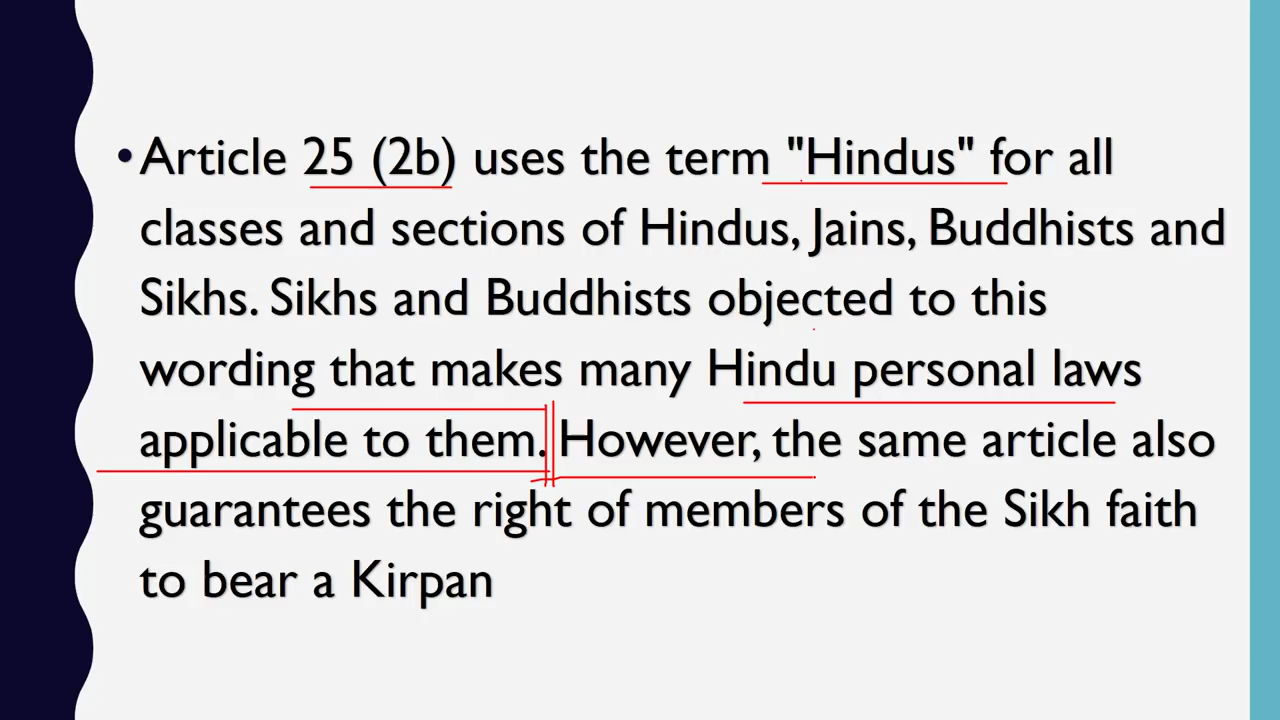 •Article 25 (2b) uses the term "Hindus" for all
classes and sections of Hindus, Jains, Buddhists and
Sikhs. Sikhs and Buddhists objected to this
wording that makes many Hindu personal laws
applicable to them. However, the same article also
guarantees the right of members of the Sikh faith
to bear a Kirpan